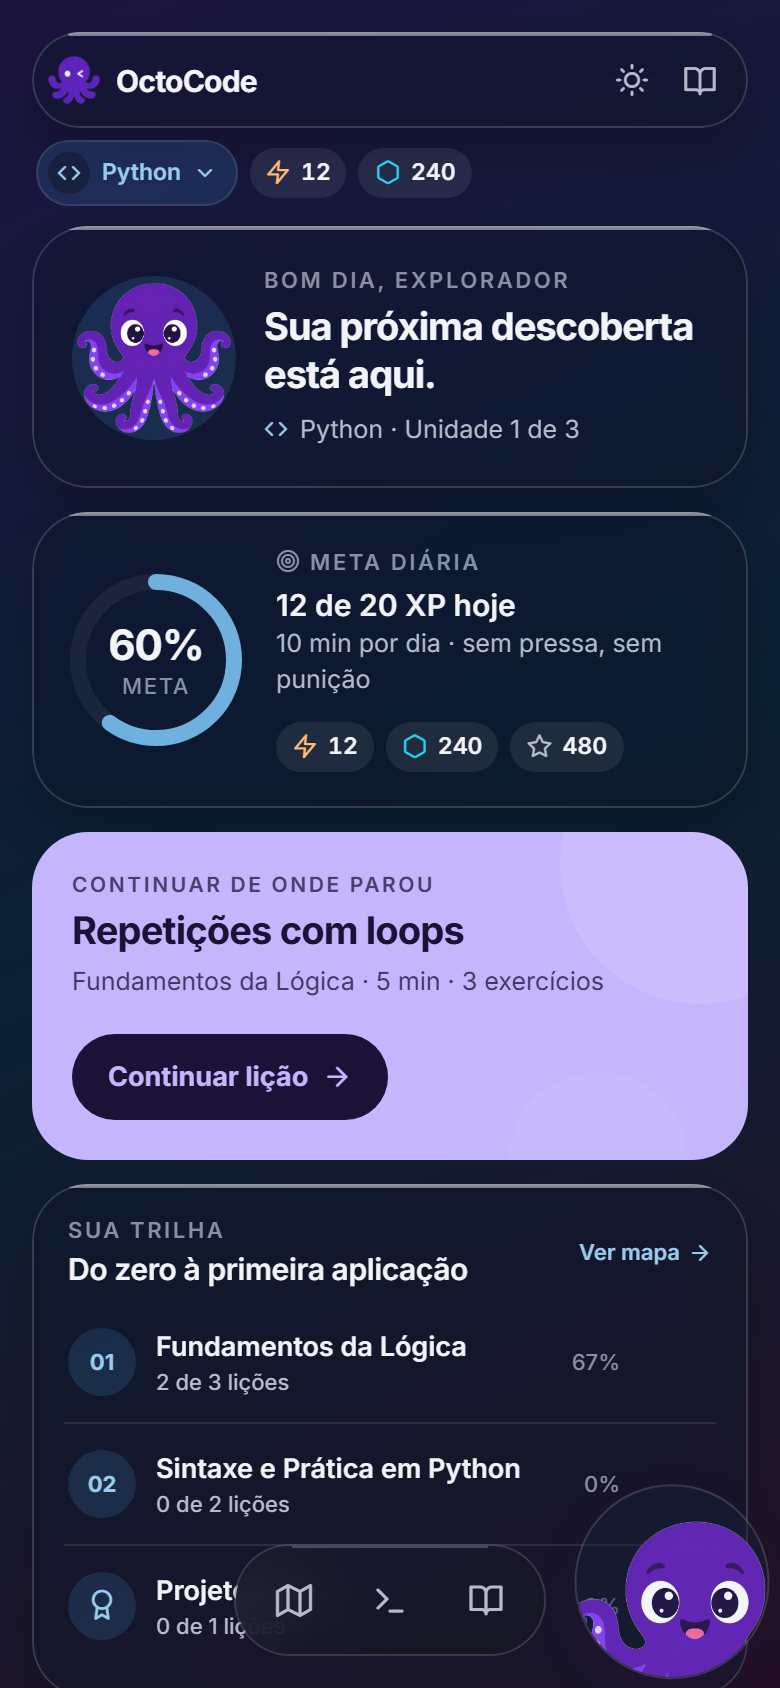 OctoCode
Python
12
240
BOM DIA, EXPLORADOR
Sua próxima descoberta
está aqui.
Python · Unidade 1 de 3
60%
META
META DIÁRIA
12 de 20 XP hoje
10 min por dia · sem pressa, sem
punição
12
240
480
CONTINUAR DE ONDE PAROU
Repetições com loops
Fundamentos da Lógica · 5 min · 3 exercícios
Continuar lição
SUA TRILHA
Do zero à primeira aplicação
Ver mapa
01
Fundamentos da Lógica
2 de 3 lições
67%
02
Sintaxe e Prática em Python
0 de 2 lições
0%
0 de 1 lições